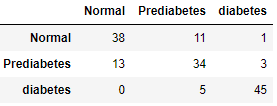 Normal Prediabetes diabetes
Normal 38 11 1
Prediabetes 13 34 3
diabetes 0 5 45